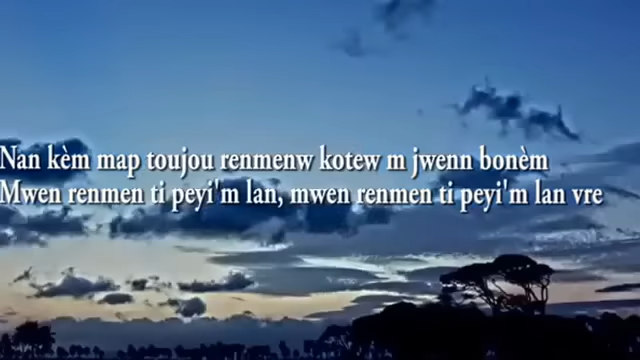 Nan kèm map toujou renmenw kotew m jwenn bonèm
Mwen renmen ti peyi'm lan, mwen renmen ti peyi'm lan vre